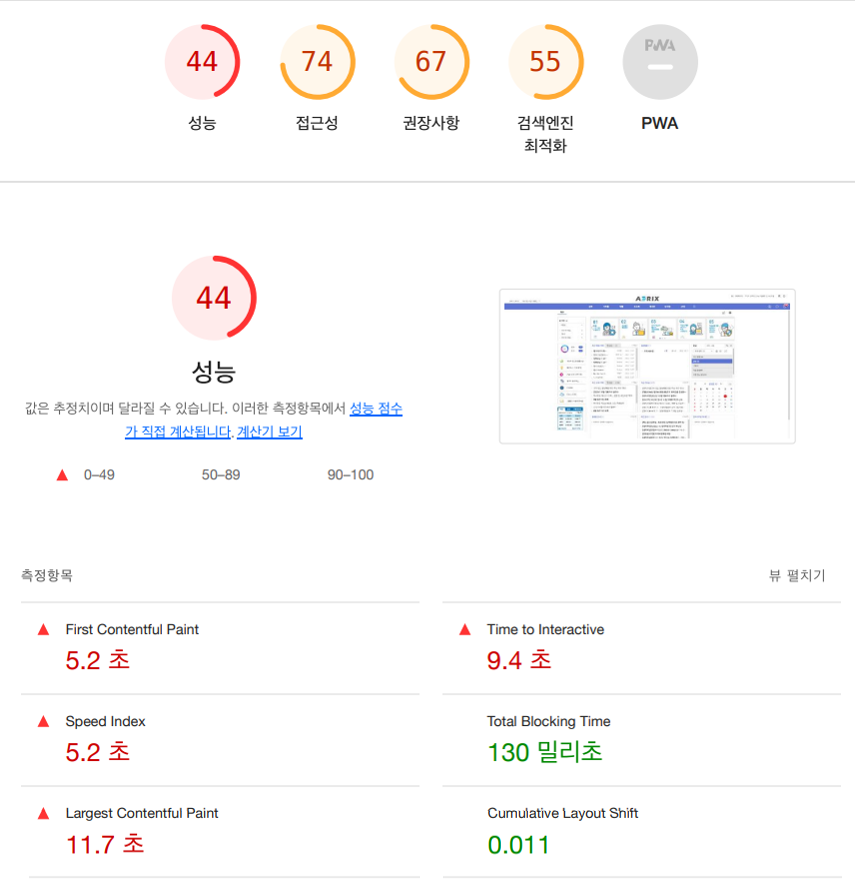 44
74
67
55
PWA
성능
접근성
권장사항
검색엔진
최적화
PWA
44
성능
값은 추정치이며 달라질 수 있습니다. 이러한 측정항목에서 성능 점수
가 직접 계산됩니다. 계산기 보기
0–49
50–89
90–100
측정항목
뷰 펼치기
First Contentful Paint
5.2 초
Time to Interactive
9.4 초
Speed Index
5.2 초
Total Blocking Time
130 밀리초
Largest Contentful Paint
11.7 초
Cumulative Layout Shift
0.011